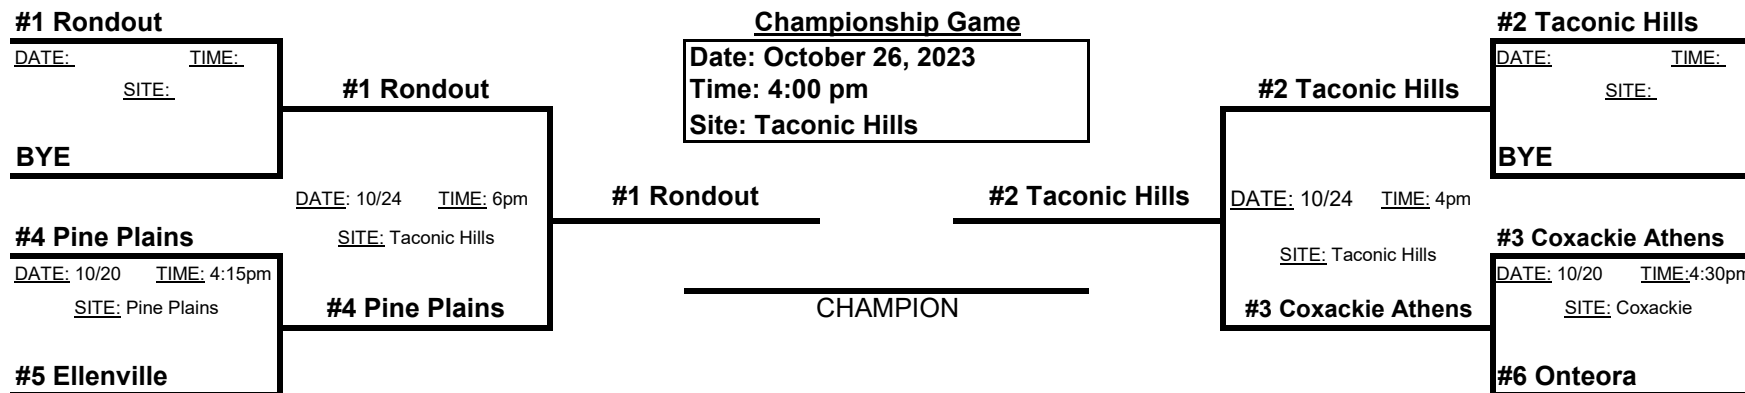 #1 Rondout
Championship Game
#2 Taconic Hills
DATE: TIME:
Date: October 26, 2023
DATE: TIME:
SITE:
#1 Rondout
Time: 4:00 pm
#2 Taconic Hills
SITE:
Site: Taconic Hills
BYE
BYE
DATE: 10/24 TIME: 6pm
#1 Rondout
#2 Taconic Hills
DATE: 10/24 TIME: 4pm
#4 Pine Plains
SITE: Taconic Hills
SITE: Taconic Hills
#3 Coxackie Athens
DATE: 10/20 TIME: 4:15pm
DATE: 10/20 TIME:4:30pm
SITE: Pine Plains
#4 Pine Plains
CHAMPION
#3 Coxackie Athens
SITE: Coxackie
#5 Ellenville
#6 Onteora